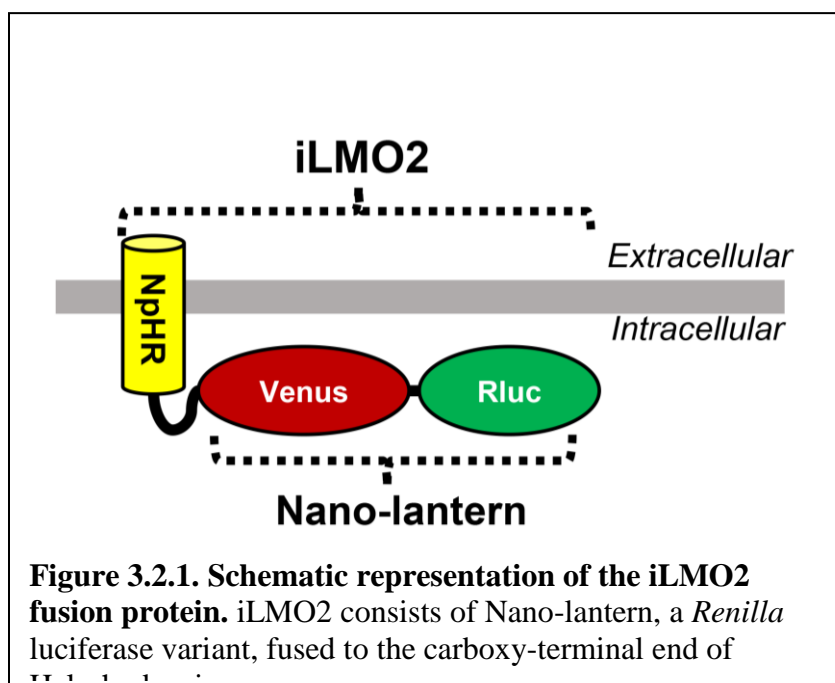 iLMO2
Extracellular
Intracellular
NpHR
Venus
Rluc
Nano-lantern
Figure 3.2.1. Schematic representation of the iLMO2
fusion protein. iLMO2 consists of Nano-lantern, a Renilla
luciferase variant, fused to the carboxy-terminal end of